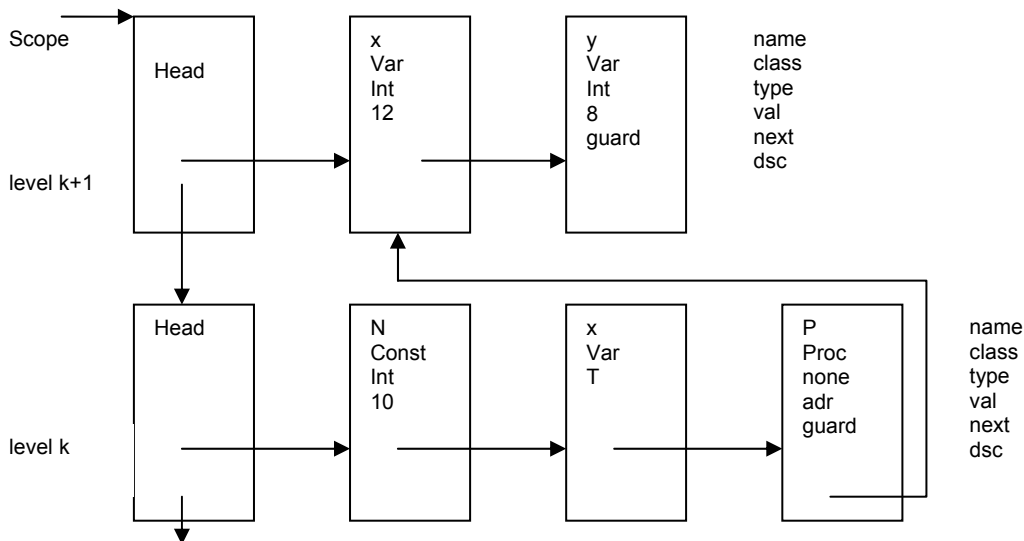 Scope
Head
level k+1
x
Var
Int
12
y
Var
Int
8
guard
name
class
type
val
next
dsc
Head
level k
N
Const
Int
10
x
Var
T
P
Proc
none
adr
guard
name
class
type
val
next
dsc